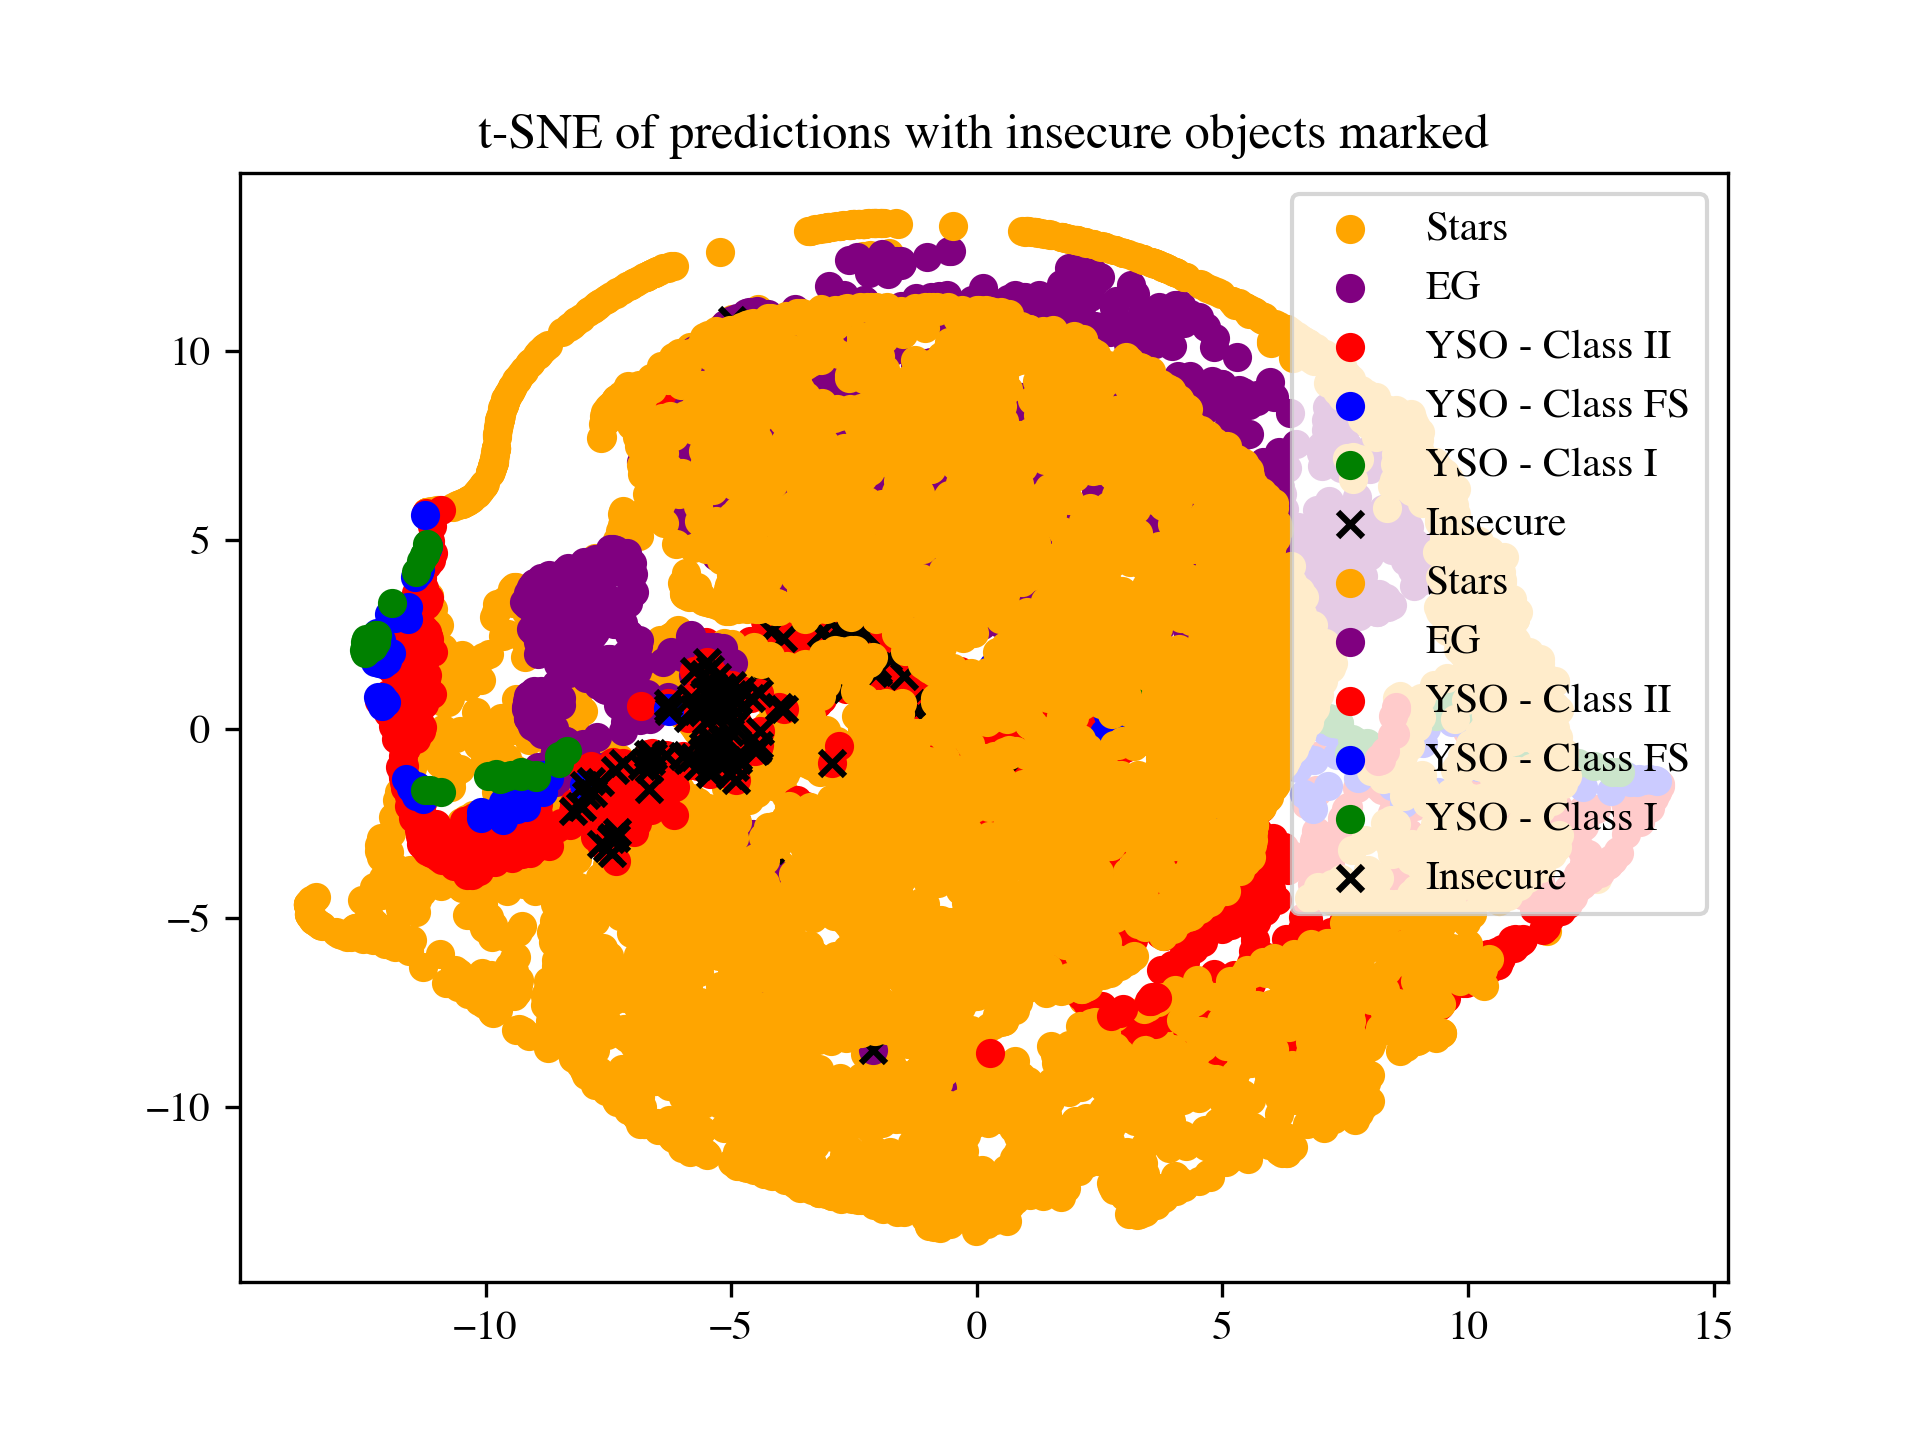 t-SNE of predictions with insecure objects marked
Stars
EG
YSO - Class II
YSO - Class FS
YSO - Class I
Insecure
Stars
EG
YSO - Class II
YSO - Class FS
YSO - Class I
Insecure
10
5
0
−5
−10
−10 −5 0 5 10 15